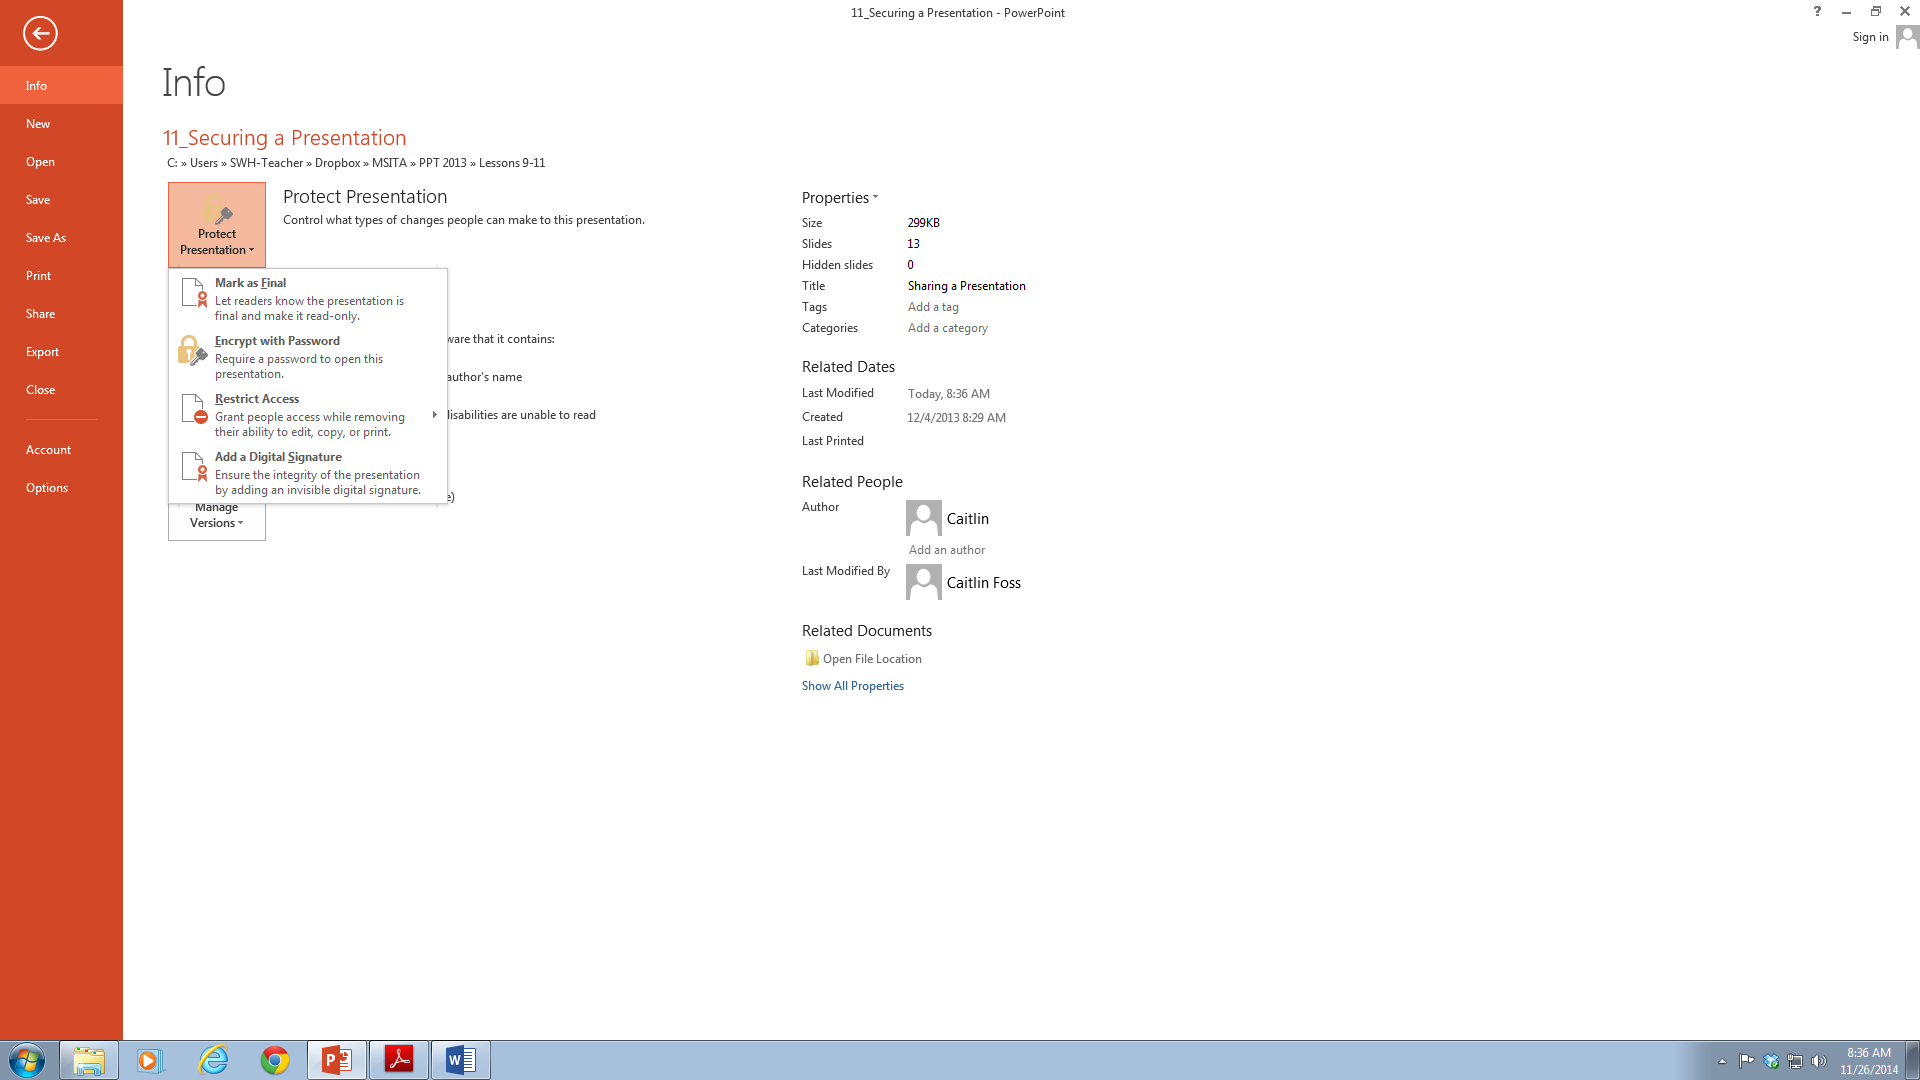 11_Securing a Presentation - PowerPoint
?
Sign in
Info
New
Open
Save
Save As
Print
Share
Export
Close
Account
Options
Info
11_Securing a Presentation
C: » Users » SWH-Teacher » Dropbox » MSITA » PPT 2013 » Lessons 9-11
Protect
Presentation
Protect Presentation
Control what types of changes people can make to this presentation.
Mark as Final
Let readers know the presentation is
final and make it read-only.
Encrypt with Password
Require a password to open this
presentation.
Restrict Access
Grant people access while removing
their ability to edit, copy, or print.
Add a Digital Signature
Ensure the integrity of the presentation
by adding an invisible digital signature.
ware that it contains:
author's name
disabilities are unable to read
e)
Manage
Versions
Properties
Size 299KB
Slides 13
Hidden slides 0
Title Sharing a Presentation
Tags Add a tag
Categories Add a category
Related Dates
Last Modified Today, 8:36 AM
Created 12/4/2013 8:29 AM
Last Printed
Related People
Author Caitlin
Add an author
Last Modified By Caitlin Foss
Related Documents
Open File Location
Show All Properties
8:36 AM
11/26/2014